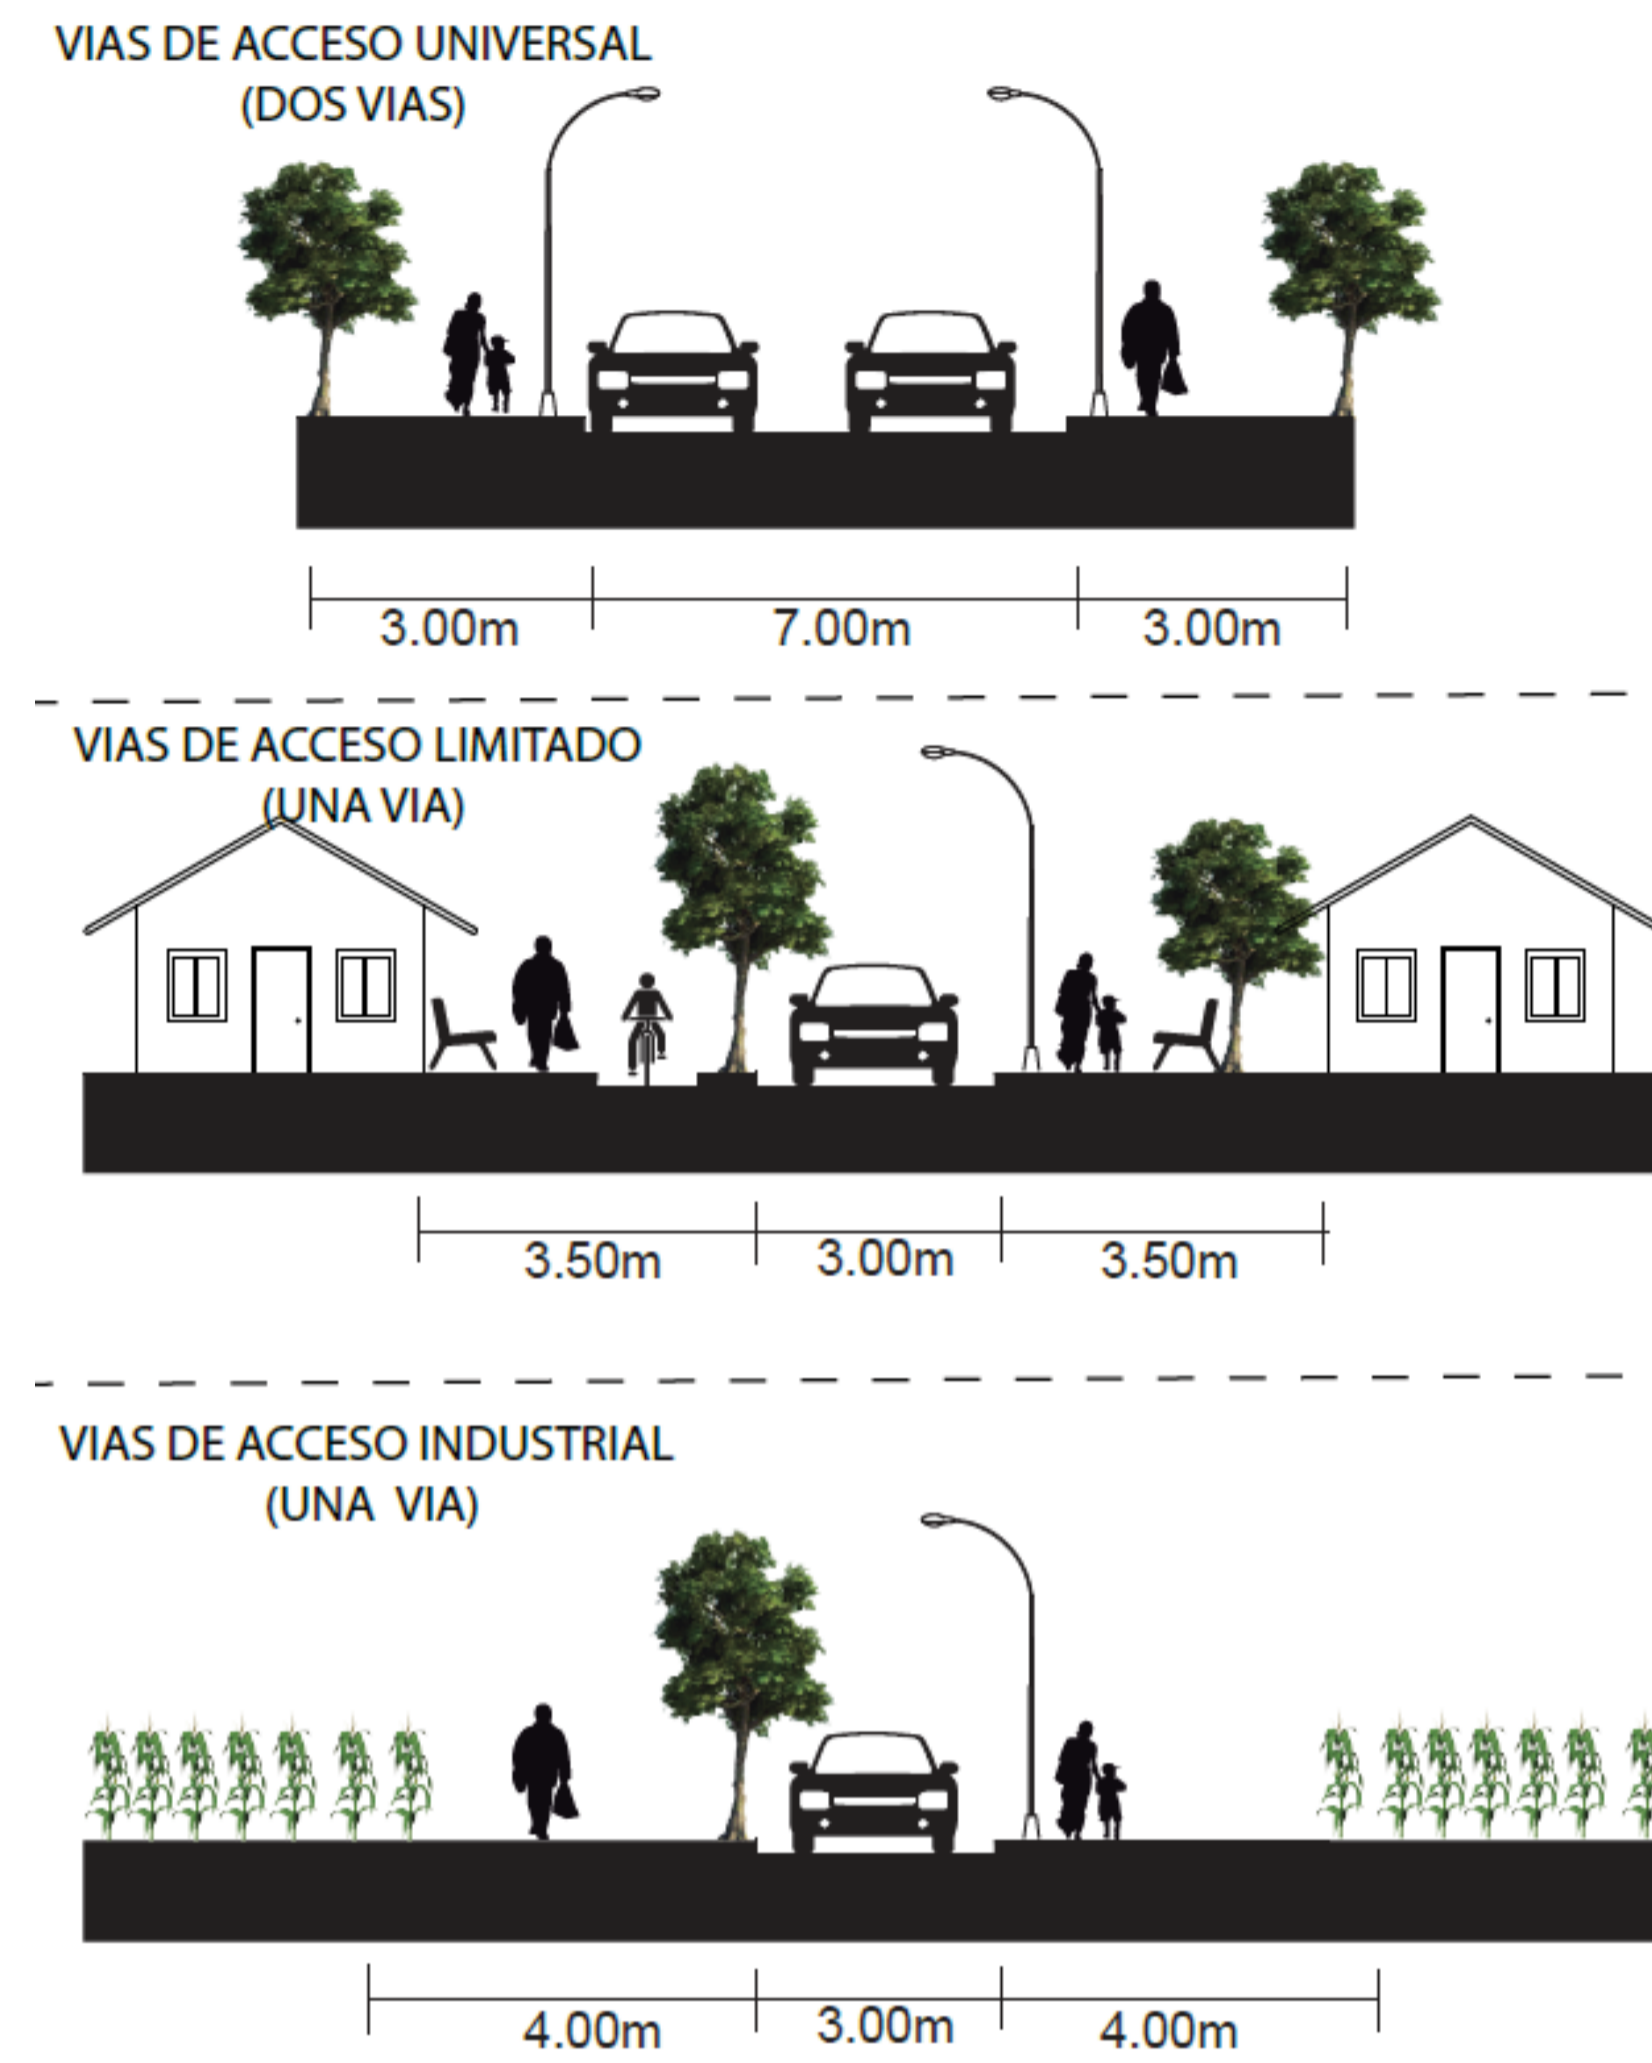 VIAS DE ACCESO UNIVERSAL
(DOS VIAS)
3.00m 7.00m 3.00m
VIAS DE ACCESO LIMITADO
(UNA VIA)
3.50m 3.00m 3.50m
VIAS DE ACCESO INDUSTRIAL
(UNA VIA)
4.00m 3.00m 4.00m